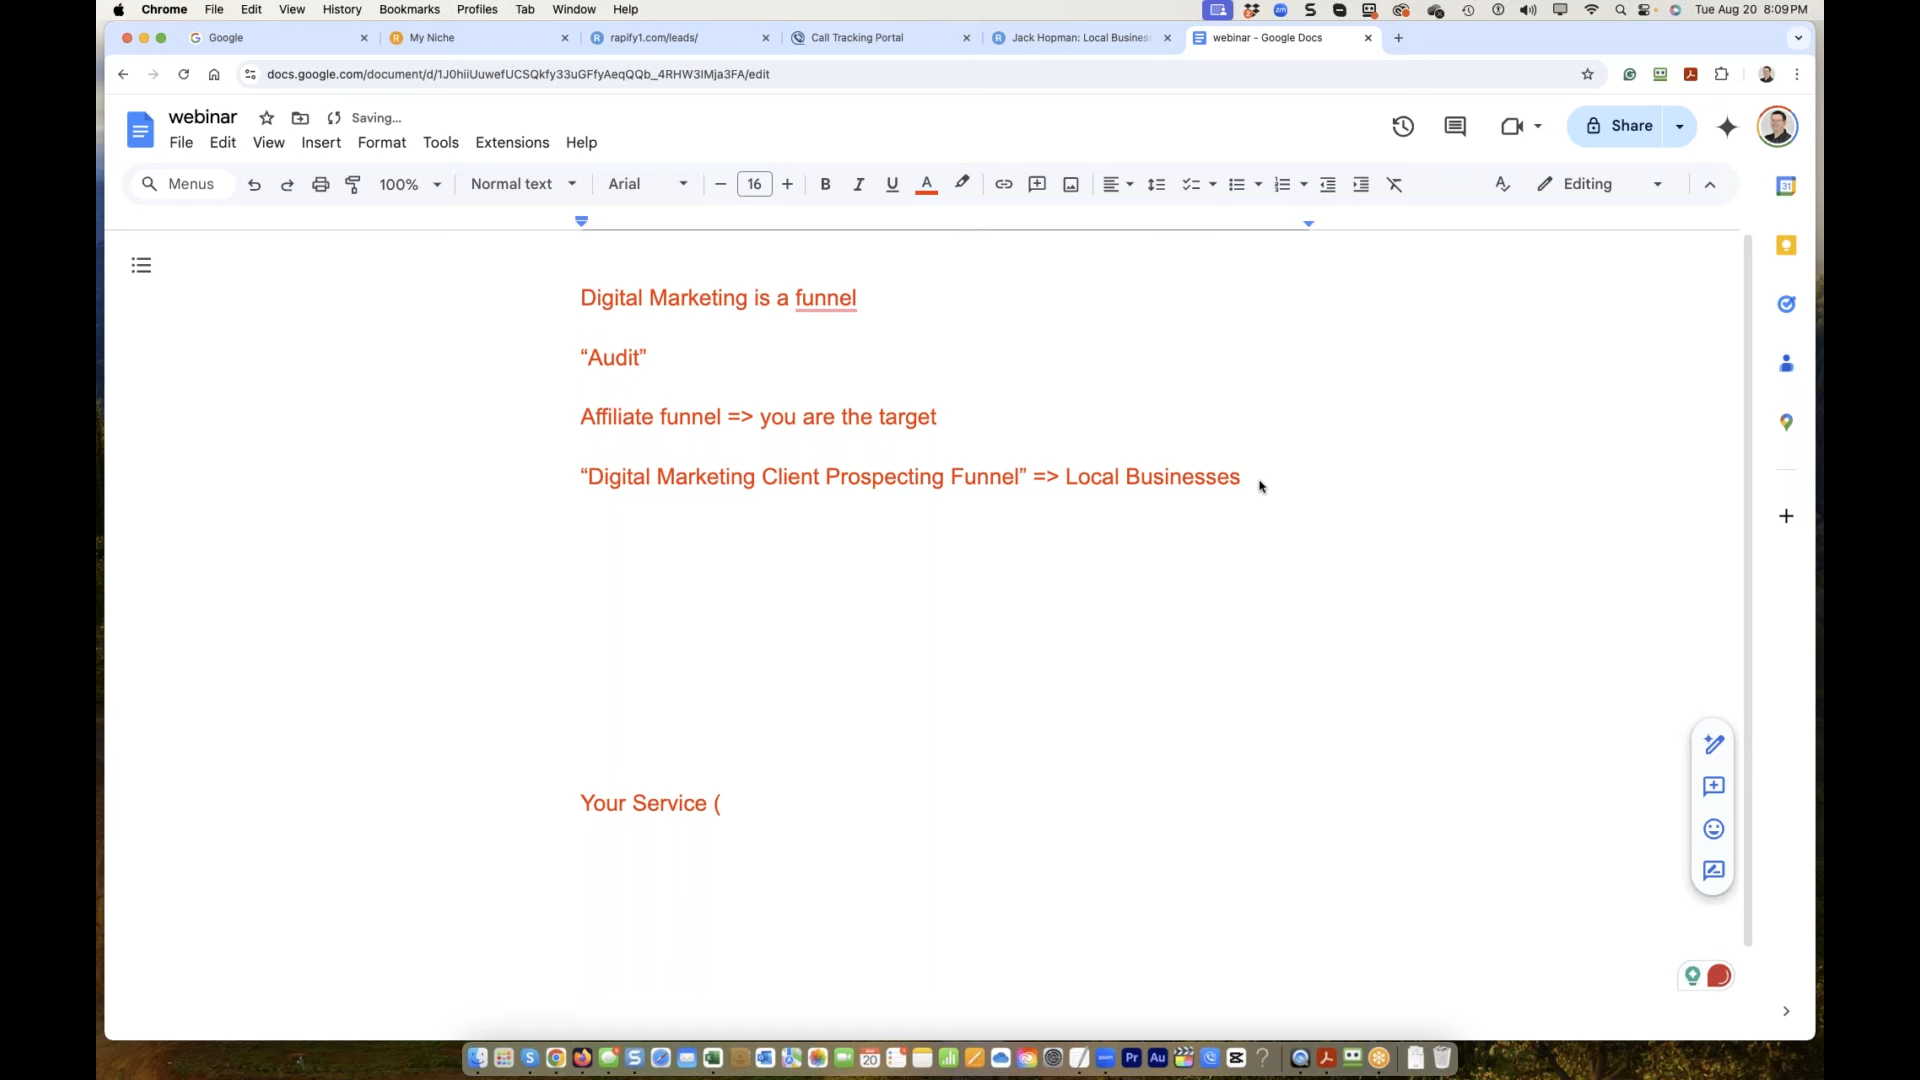 Chrome File Edit View History Bookmarks Profiles Tab Window Help Tue Aug 20 8:09 PM
Google My Niche rapify1.com/leads/ Call Tracking Portal Jack Hopman: Local Busines webinar - Google Docs
docs.google.com/document/d/1J0hiiUuwefUCSQkfy33uGFfyAeqQQb_4RHW3IMja3FA/edit
webinar Saving...
File Edit View Insert Format Tools Extensions Help
Share
Menus 100% Normal text Arial 16 Editing
Digital Marketing is a funnel
“Audit”
Affiliate funnel => you are the target
“Digital Marketing Client Prospecting Funnel” => Local Businesses
Your Service (